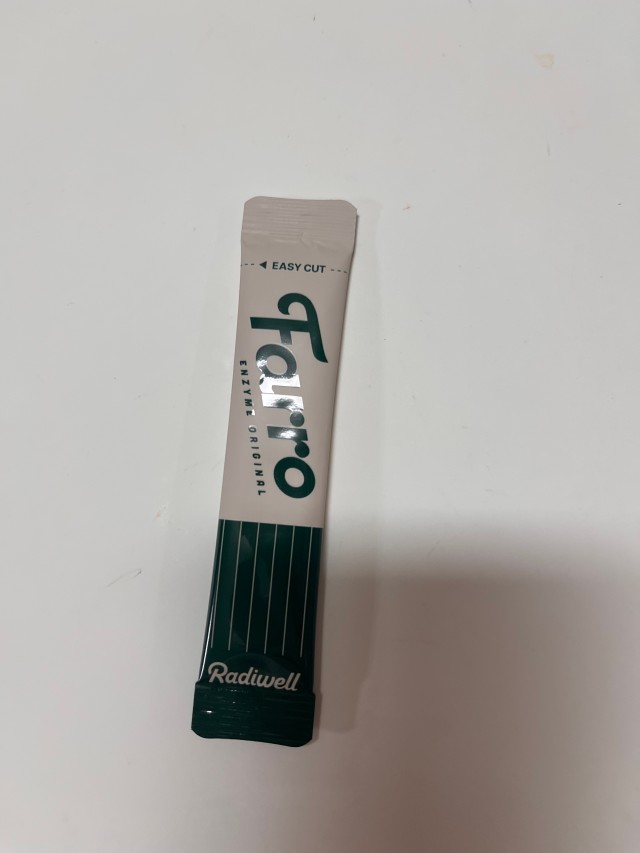 EASY CUT
Farro
ENZYME ORIGINAL
Radiwell